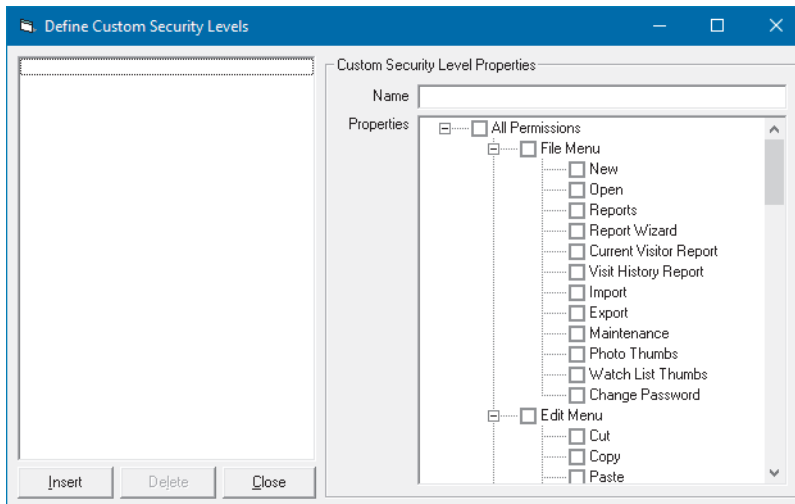 Define Custom Security Levels
Custom Security Level Properties
Name
Properties
All Permissions
File Menu
New
Open
Reports
Report Wizard
Current Visitor Report
Visit History Report
Import
Export
Maintenance
Photo Thumbs
Watch List Thumbs
Change Password
Edit Menu
Cut
Copy
Paste
Insert Delete Close